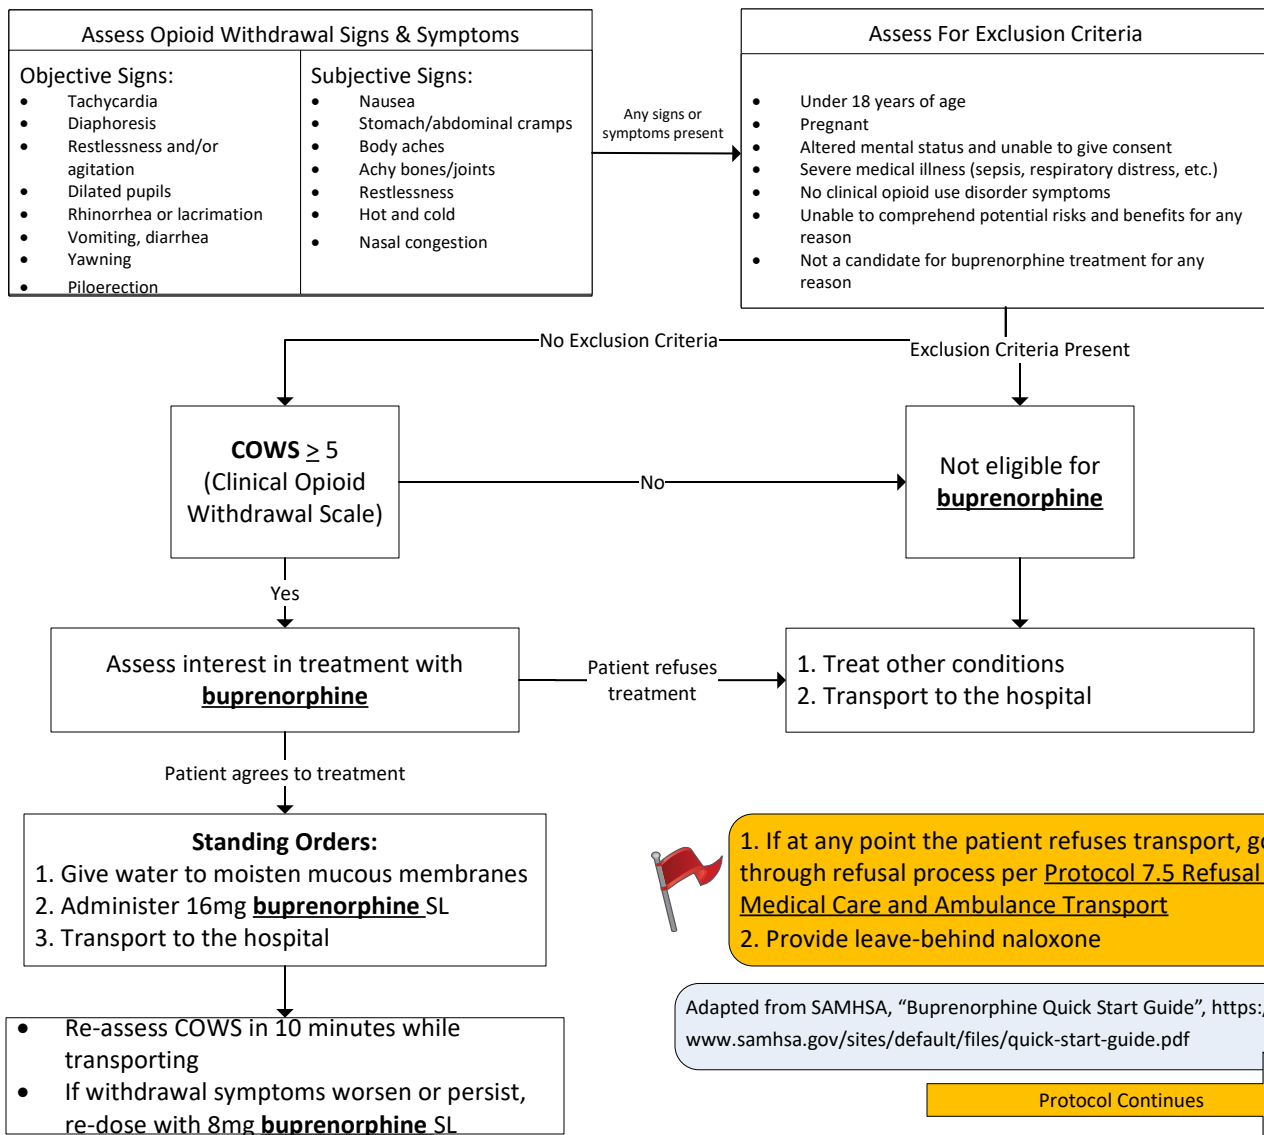 Assess Opioid Withdrawal Signs & Symptoms
Objective Signs:
• Tachycardia
• Diaphoresis
• Restlessness and/or
agitation
• Dilated pupils
• Rhinorrhea or lacrimation
• Vomiting, diarrhea
• Yawning
• Piloerection
Subjective Signs:
• Nausea
• Stomach/abdominal cramps
• Body aches
• Achy bones/joints
• Restlessness
• Hot and cold
• Nasal congestion
Any signs or
symptoms present
Assess For Exclusion Criteria
• Under 18 years of age
• Pregnant
• Altered mental status and unable to give consent
• Severe medical illness (sepsis, respiratory distress, etc.)
• No clinical opioid use disorder symptoms
• Unable to comprehend potential risks and benefits for any
reason
• Not a candidate for buprenorphine treatment for any
reason
No Exclusion Criteria
Exclusion Criteria Present
COWS ≥ 5
(Clinical Opioid
Withdrawal Scale)
No
Not eligible for
buprenorphine
Yes
Assess interest in treatment with
buprenorphine
Patient refuses
treatment
1. Treat other conditions
2. Transport to the hospital
Patient agrees to treatment
Standing Orders:
1. Give water to moisten mucous membranes
2. Administer 16mg buprenorphine SL
3. Transport to the hospital
1. If at any point the patient refuses transport, go
through refusal process per Protocol 7.5 Refusal
Medical Care and Ambulance Transport
2. Provide leave-behind naloxone
Adapted from SAMHSA, “Buprenorphine Quick Start Guide”, https:/
www.samhsa.gov/sites/default/files/quick-start-guide.pdf
• Re-assess COWS in 10 minutes while
transporting
• If withdrawal symptoms worsen or persist,
re-dose with 8mg buprenorphine SL
Protocol Continues